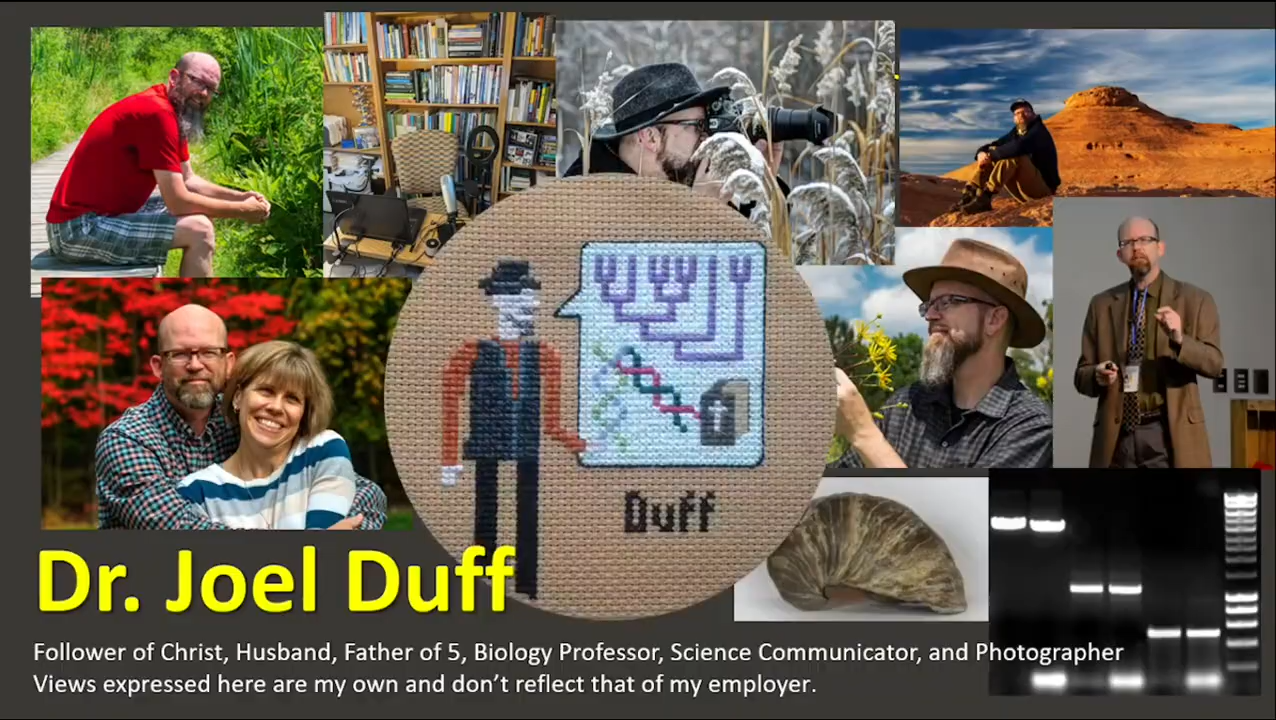 Duff
Dr. Joel Duff
Follower of Christ, Husband, Father of 5, Biology Professor, Science Communicator, and Photographer
Views expressed here are my own and don’t reflect that of my employer.